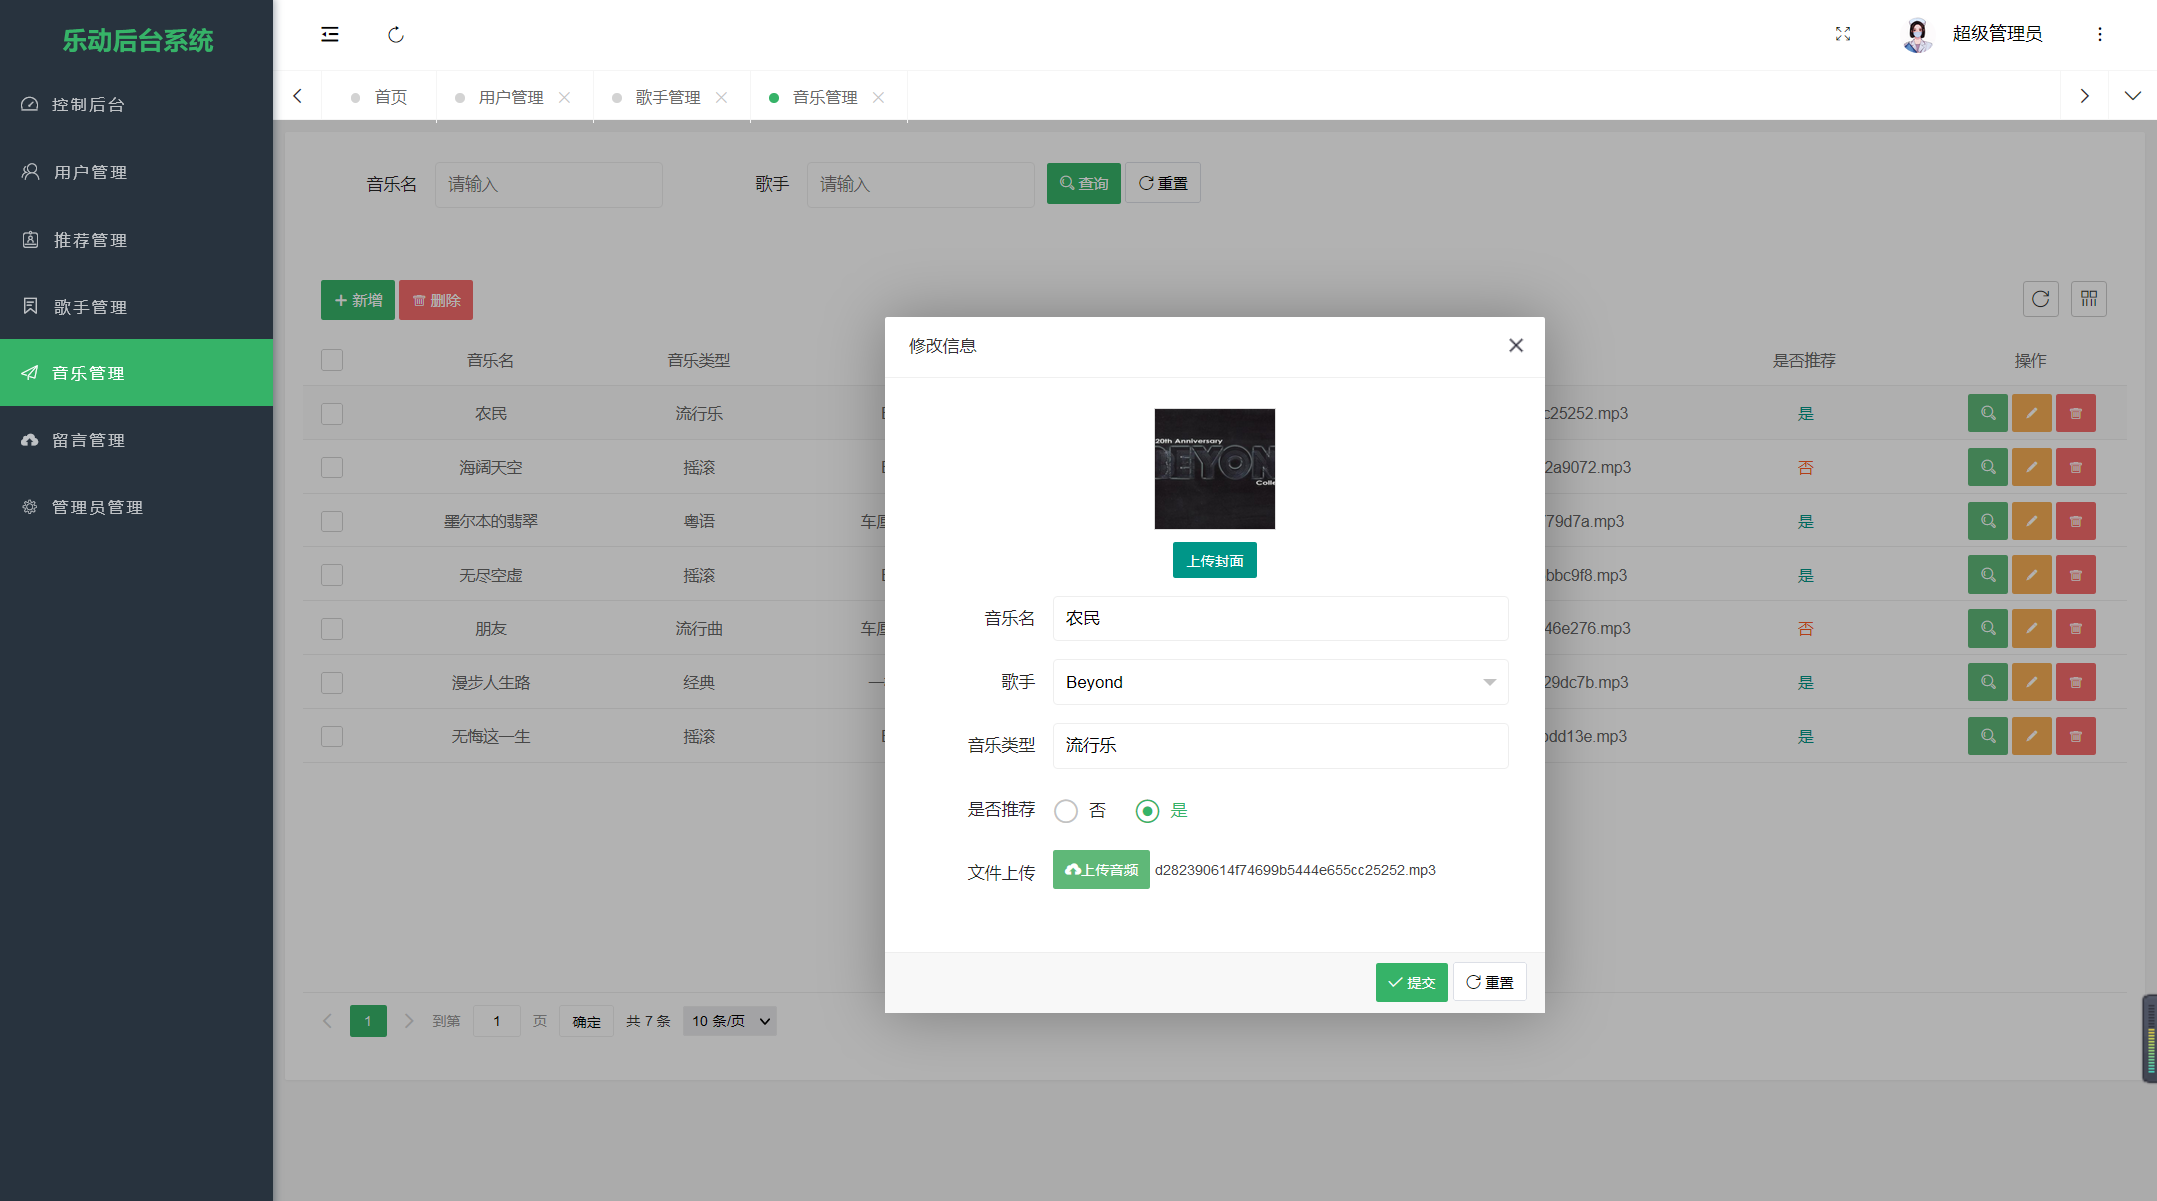 乐动后台系统
超级管理员
控制后台
用户管理
推荐管理
歌手管理
音乐管理
留言管理
管理员管理
首页 用户管理 歌手管理 音乐管理
音乐名 请输入 歌手 请输入 查询 重置
新增 删除
音乐名 音乐类型 是否推荐 操作
农民 流行乐 c25252.mp3 是
海阔天空 摇滚 2a9072.mp3 否
墨尔本的翡翠 粤语 79d7a.mp3 是
无尽空虚 摇滚 bbc9f8.mp3 是
朋友 流行曲 46e276.mp3 否
漫步人生路 经典 29dc7b.mp3 是
无悔这一生 摇滚 dd13e.mp3 是
修改信息
20th Anniversary
BEYON
Colle
上传封面
音乐名 农民
歌手 Beyond
音乐类型 流行乐
是否推荐 否 是
文件上传 上传音频 d282390614f74699b5444e655cc25252.mp3
提交 重置
1 到第 1 页 确定 共 7 条 10 条/页